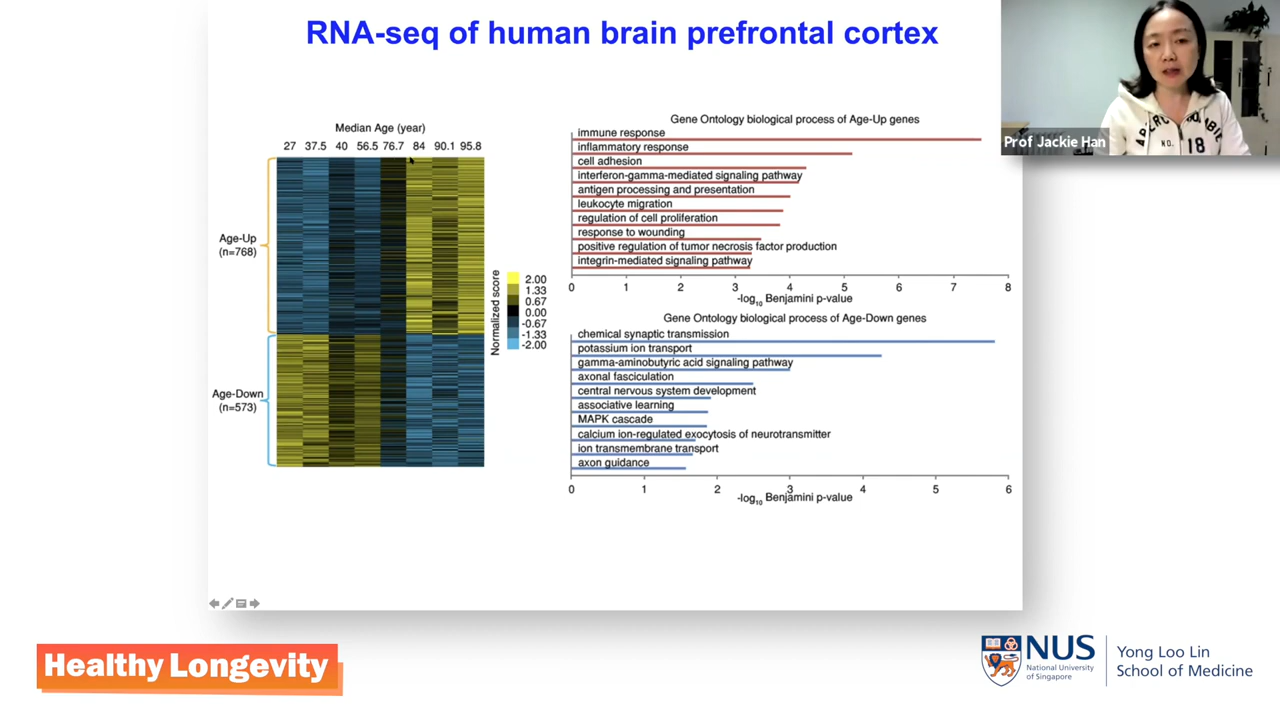 RNA-seq of human brain prefrontal cortex
Prof Jackie Han
18
Median Age (year)
27 37.5 40 56.5 76.7 84 90.1 95.8
Age-Up
(n=768)
Age-Down
(n=573)
Normalized score
2.00
1.33
0.67
0.00
-0.67
-1.33
-2.00
Gene Ontology biological process of Age-Up genes
immune response
inflammatory response
cell adhesion
interferon-gamma-mediated signaling pathway
antigen processing and presentation
leukocyte migration
regulation of cell proliferation
response to wounding
positive regulation of tumor necrosis factor production
integrin-mediated signaling pathway
0 1 2 3 4 5 6 7 8
-log10 Benjamini p-value
Gene Ontology biological process of Age-Down genes
chemical synaptic transmission
potassium ion transport
gamma-aminobutyric acid signaling pathway
axonal fasciculation
central nervous system development
associative learning
MAPK cascade
calcium ion-regulated exocytosis of neurotransmitter
ion transmembrane transport
axon guidance
0 1 2 3 4 5 6
-log10 Benjamini p-value
Healthy Longevity
NUS
National University
of Singapore
Yong Loo Lin
School of Medicine